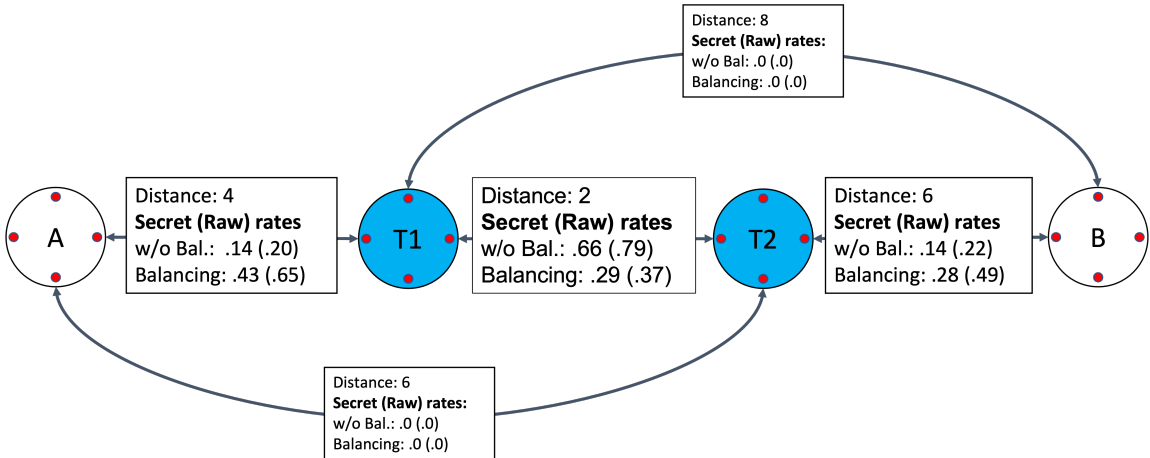 Distance: 8
Secret (Raw) rates:
w/o Bal: .0 (.0)
Balancing: .0 (.0)
A
Distance: 4
Secret (Raw) rates
w/o Bal.: .14 (.20)
Balancing: .43 (.65)
T1
Distance: 2
Secret (Raw) rates
w/o Bal.: .66 (.79)
Balancing: .29 (.37)
T2
Distance: 6
Secret (Raw) rates
w/o Bal.: .14 (.22)
Balancing: .28 (.49)
B
Distance: 6
Secret (Raw) rates:
w/o Bal.: .0 (.0)
Balancing: .0 (.0)